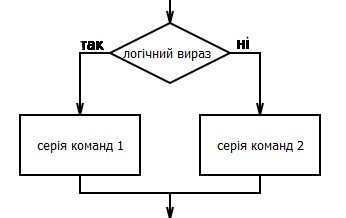 так
ні
логічний вираз
серія команд 1
серія команд 2